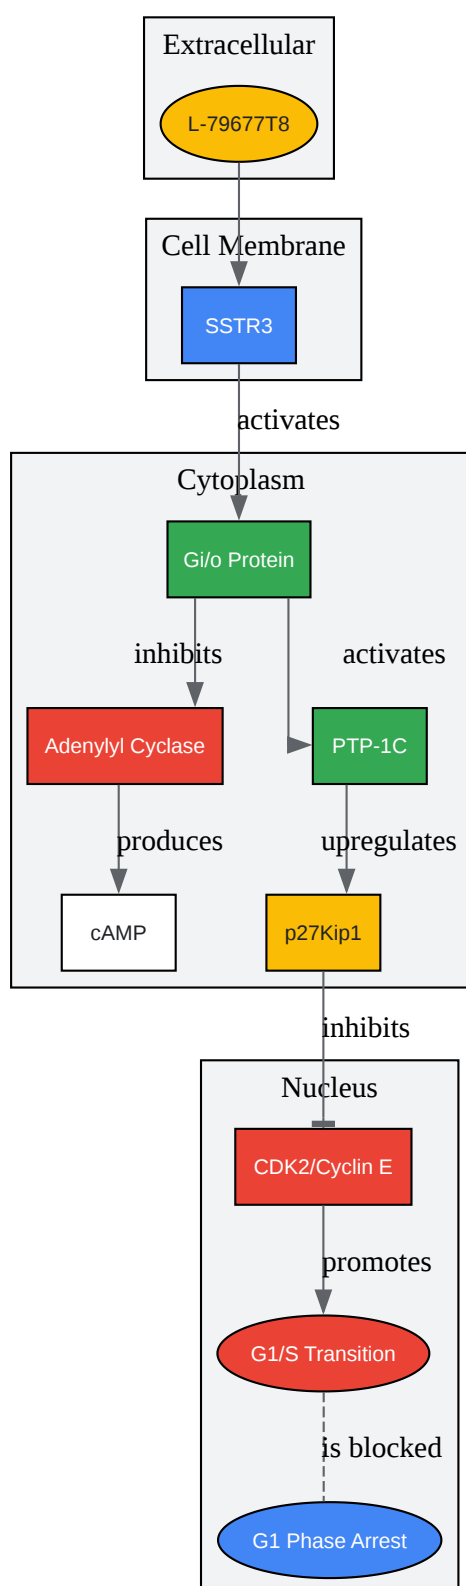 Extracellular
L-79677T8
Cell Membrane
SSTR3
activates
Cytoplasm
Gi/o Protein
inhibits
activates
Adenylyl Cyclase
PTP-1C
produces
upregulates
cAMP
p27Kip1
inhibits
Nucleus
CDK2/Cyclin E
promotes
G1/S Transition
is blocked
G1 Phase Arrest